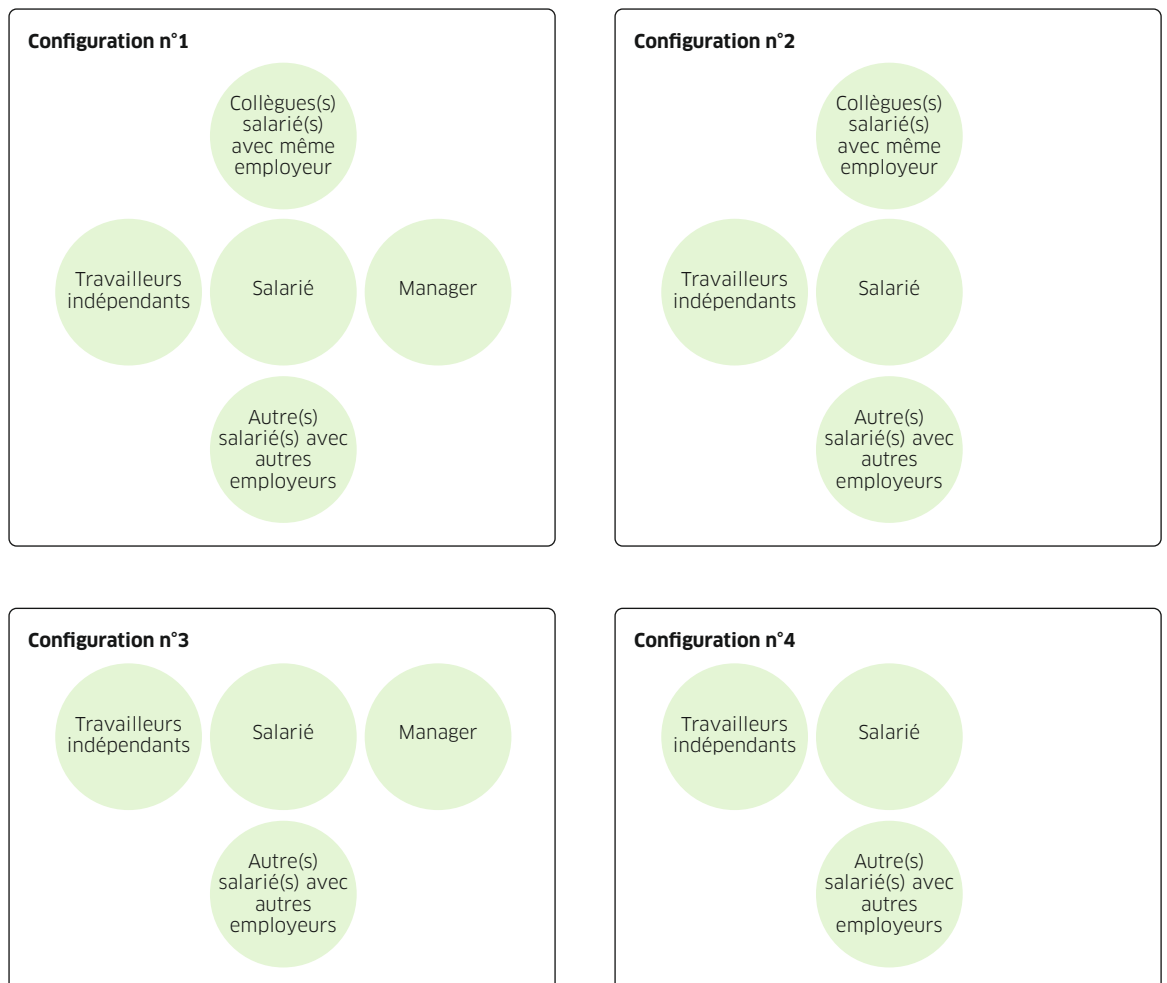 Configuration n°1
Collègues(s)
salarié(s)
avec même
employeur
Travailleurs
indépendants
Salarié
Manager
Autre(s)
salarié(s) avec
autres
employeurs
Configuration n°2
Collègues(s)
salarié(s)
avec même
employeur
Travailleurs
indépendants
Salarié
Autre(s)
salarié(s) avec
autres
employeurs
Configuration n°3
Travailleurs
indépendants
Salarié
Manager
Autre(s)
salarié(s) avec
autres
employeurs
Configuration n°4
Travailleurs
indépendants
Salarié
Autre(s)
salarié(s) avec
autres
employeurs